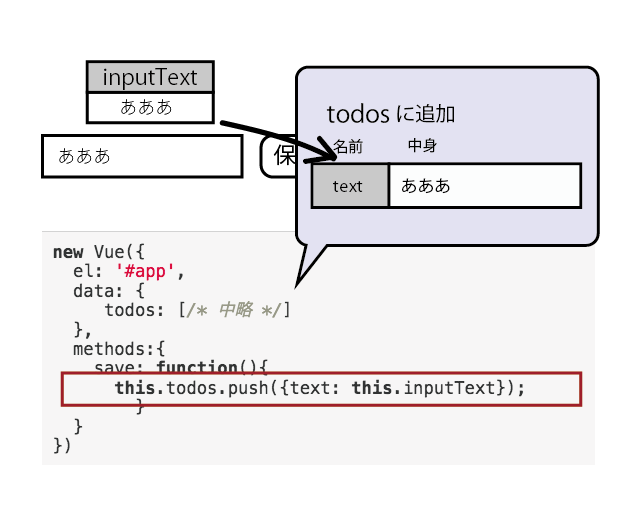 inputText
あああ
あああ
保
todos に追加
名前 中身
text あああ
new Vue({
el: '#app',
data: {
todos: [/* 中略 */]
},
methods:{
save: function(){
this.todos.push({text: this.inputText});
}
}
})